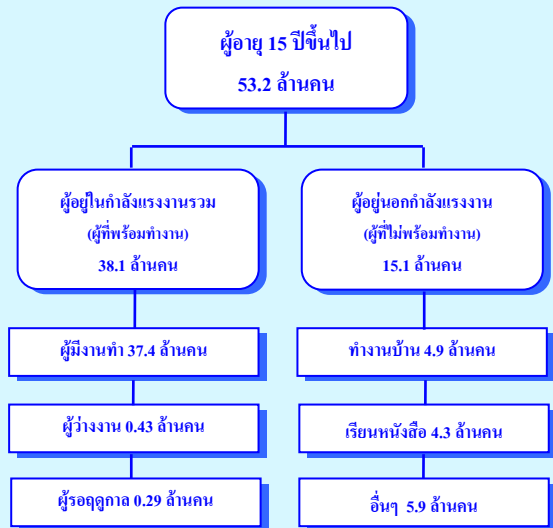 ผู้อายุ 15 ปีขึ้นไป
53.2 ล้านคน
ผู้อยู่ในกำลังแรงงานรวม
(ผู้ที่พร้อมทำงาน)
38.1 ล้านคน
ผู้อยู่นอกกำลังแรงงาน
(ผู้ที่ไม่พร้อมทำงาน)
15.1 ล้านคน
ผู้มีงานทำ 37.4 ล้านคน
ทำงานบ้าน 4.9 ล้านคน
ผู้ว่างงาน 0.43 ล้านคน
เรียนหนังสือ 4.3 ล้านคน
ผู้รอฤดูกาล 0.29 ล้านคน
อื่นๆ 5.9 ล้านคน